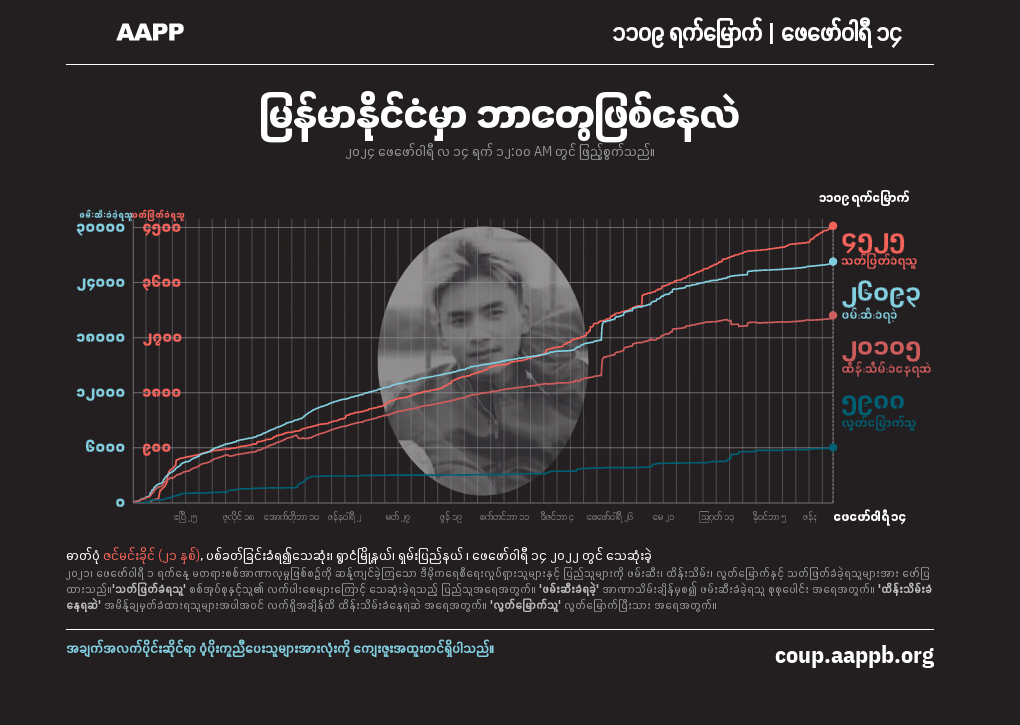 AAPP
၁၁၀၉ ရက်မြောက် | ဖေဖော်ဝါရီ ၁၄
မြန်မာနိုင်ငံမှာ ဘာတွေဖြစ်နေလဲ
၂၀၂၄ ဖေဖော်ဝါရီ လ ၁၄ ရက် ၁၂:၀၀ AM တွင် ဖြည့်စွက်သည်။
၁၁၀၉ ရက်မြောက်
ဖမ်းဆီးခံခဲ့ရသူ သတ်ဖြတ်ခံရသူ
၃၀၀၀၀ ၄၅၀၀
၄၅၂၅
သတ်ဖြတ်ခံရသူ
၂၄၀၀၀ ၃၆၀၀
၂၆၀၉၃
ဖမ်းဆီးခံရခဲ့
၁၈၀၀၀ ၂၇၀၀
၂၀၁၀၅
ထိန်းသိမ်းခံနေရဆဲ
၁၂၀၀၀ ၁၈၀၀
၅၉၈၈
လွတ်မြောက်သူ
၆၀၀၀ ၉၀၀
၀
ဧပြီ ၂၅ ဇူလိုင် ၁၈ အောက်တိုဘာ ၁၀ ဇန်နဝါရီ ၂ မတ် ၂၇ ဇွန် ၁၉ စက်တင်ဘာ ၁၁ ဒီဇင်ဘာ ၄ ဖေဖော်ဝါရီ ၂၆ မေ ၂၁ ဩဂုတ် ၁၃ နိုဝင်ဘာ ၅ ဖေဖော်ဝါရီ ၁၄
ဓာတ်ပုံ ဇင်မင်းခိုင် (၂၁ နှစ်), ပစ်ခတ်ခြင်းခံရ၍သေဆုံး၊ ရွာငံမြို့နယ်၊ ရှမ်းပြည်နယ် ၊ ဖေဖော်ဝါရီ ၁၄ ၂၀၂၂ တွင် သေဆုံးခဲ့
၂၀၂၁၊ ဖေဖော်ဝါရီ ၁ ရက်နေ့ မတရားစစ်အာဏာလုမှုဖြစ်စဉ်ကို ဆန့်ကျင်ခဲ့ကြသော ဒီမိုကရေစီရေးလှုပ်ရှားသူများနှင့် ပြည်သူများကို ဖမ်းဆီး၊ ထိန်းသိမ်း၊ လွတ်မြောက်နှင့် သတ်ဖြတ်ခံခဲ့ရသူများအား ဖော်ပြ
ထားသည်။'သတ်ဖြတ်ခံရသူ' စစ်အုပ်စုနှင့်သူ၏ လက်ပါးစေများကြောင့် သေဆုံးခဲ့ရသည့် ပြည်သူအရေအတွက်။ 'ဖမ်းဆီးခံရခဲ့' အာဏာသိမ်းချိန်မှစ၍ ဖမ်းဆီးခံခဲ့ရသူ စုစုပေါင်း အရေအတွက်။ 'ထိန်းသိမ်းခံ
နေရဆဲ' အမိန့်ချမှတ်ခံထားရသူများအပါအဝင် လက်ရှိအချိန်ထိ ထိန်းသိမ်းခံနေရဆဲ အရေအတွက်။ 'လွတ်မြောက်သူ' လွတ်မြောက်ပြီးသား အရေအတွက်။
အချက်အလက်ပိုင်းဆိုင်ရာ ပံ့ပိုးကူညီပေးသူများအားလုံးကို ကျေးဇူးအထူးတင်ရှိပါသည်။
coup.aappb.org